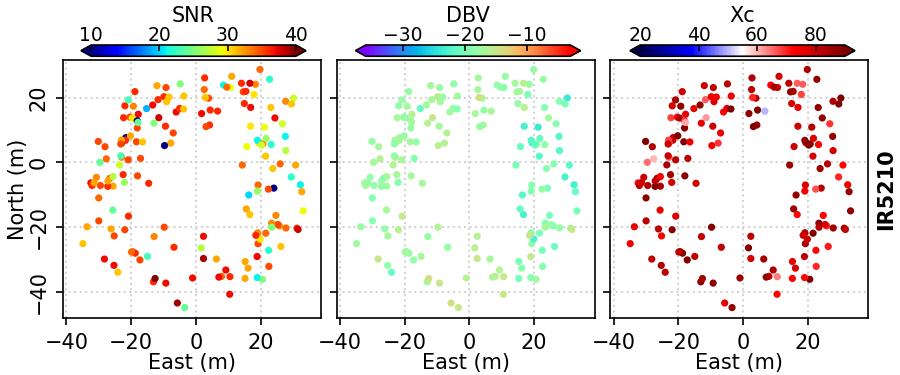 SNR DBV Xc
10 20 30 40 −30 −20 −10 20 40 60 80
20
0
−20
−40
North (m)
IR5210
−40 −20 0 20 −40 −20 0 20 −40 −20 0 20
East (m) East (m) East (m)